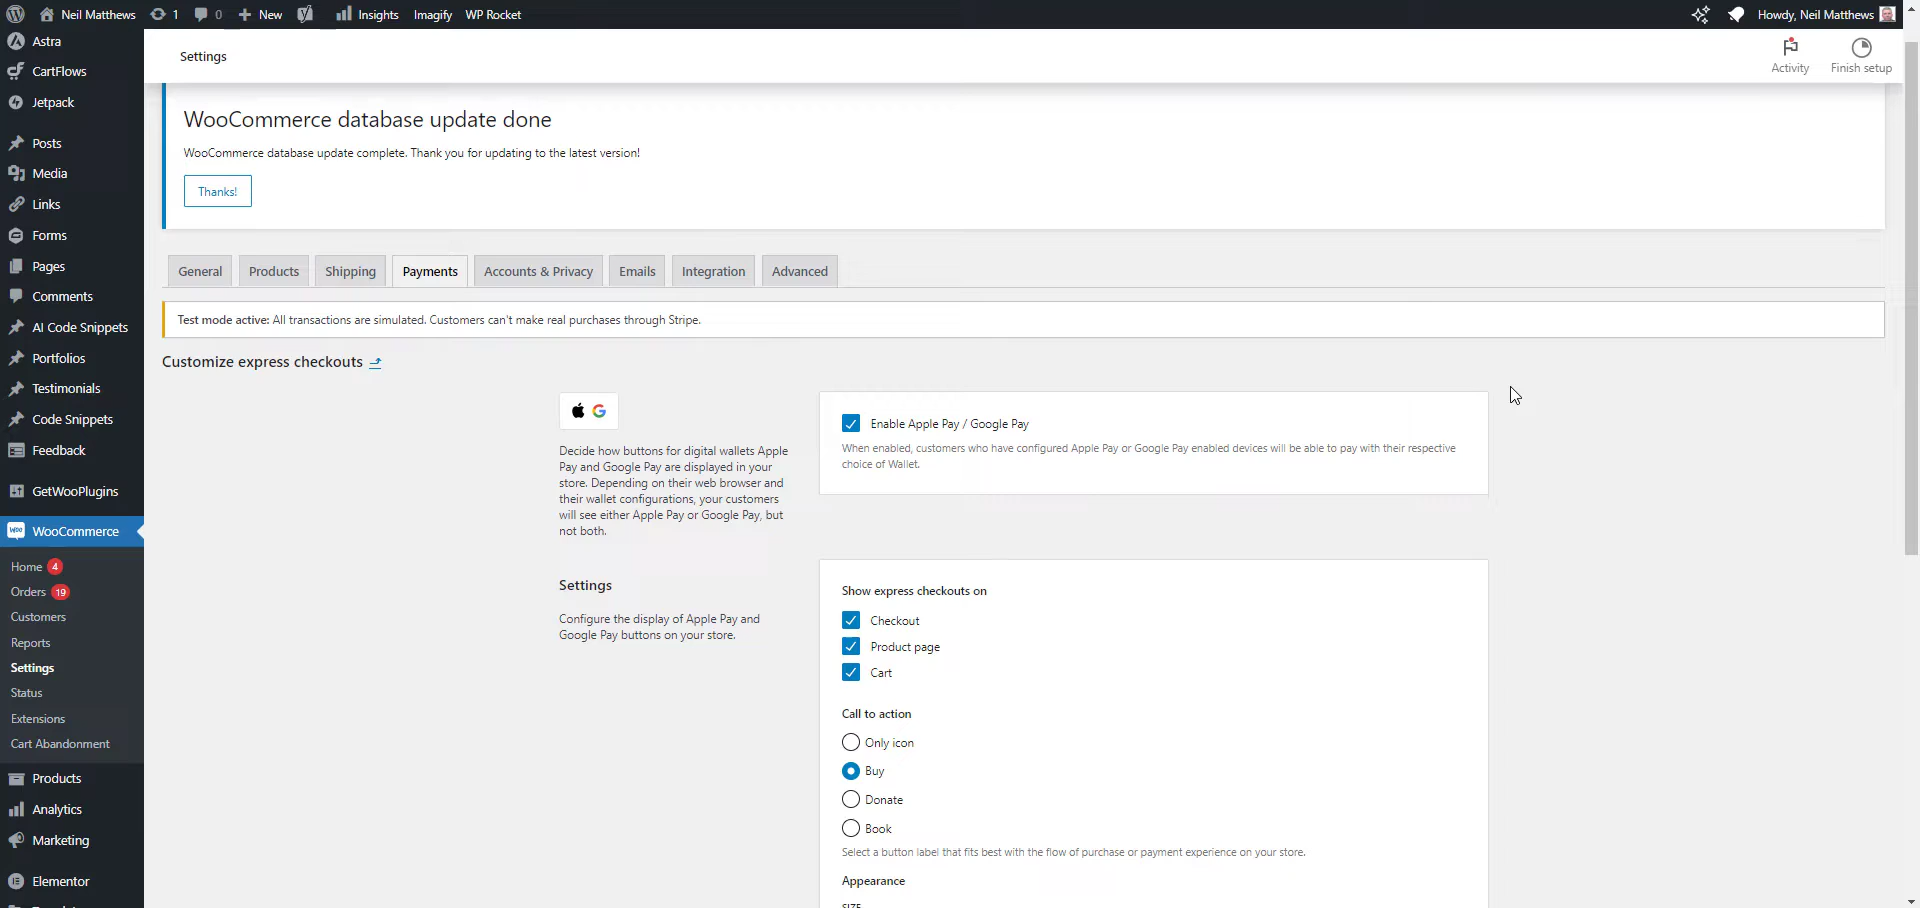 Neil Matthews 1 0 New Insights Imagify WP Rocket Howdy, Neil Matthews
Astra
CartFlows
Jetpack
Posts
Media
Links
Forms
Pages
Comments
AI Code Snippets
Portfolios
Testimonials
Code Snippets
Feedback
GetWooPlugins
WooCommerce
Home 4
Orders 19
Customers
Reports
Settings
Status
Extensions
Cart Abandonment
Products
Analytics
Marketing
Elementor
Settings
Activity
Finish setup
WooCommerce database update done
WooCommerce database update complete. Thank you for updating to the latest version!
Thanks!
General Products Shipping Payments Accounts & Privacy Emails Integration Advanced
Test mode active: All transactions are simulated. Customers can't make real purchases through Stripe.
Customize express checkouts
Decide how buttons for digital wallets Apple
Pay and Google Pay are displayed in your
store. Depending on their web browser and
their wallet configurations, your customers
will see either Apple Pay or Google Pay, but
not both.
Enable Apple Pay / Google Pay
When enabled, customers who have configured Apple Pay or Google Pay enabled devices will be able to pay with their respective
choice of Wallet.
Settings
Configure the display of Apple Pay and
Google Pay buttons on your store.
Show express checkouts on
Checkout
Product page
Cart
Call to action
Only icon
Buy
Donate
Book
Select a button label that fits best with the flow of purchase or payment experience on your store.
Appearance
SIZE